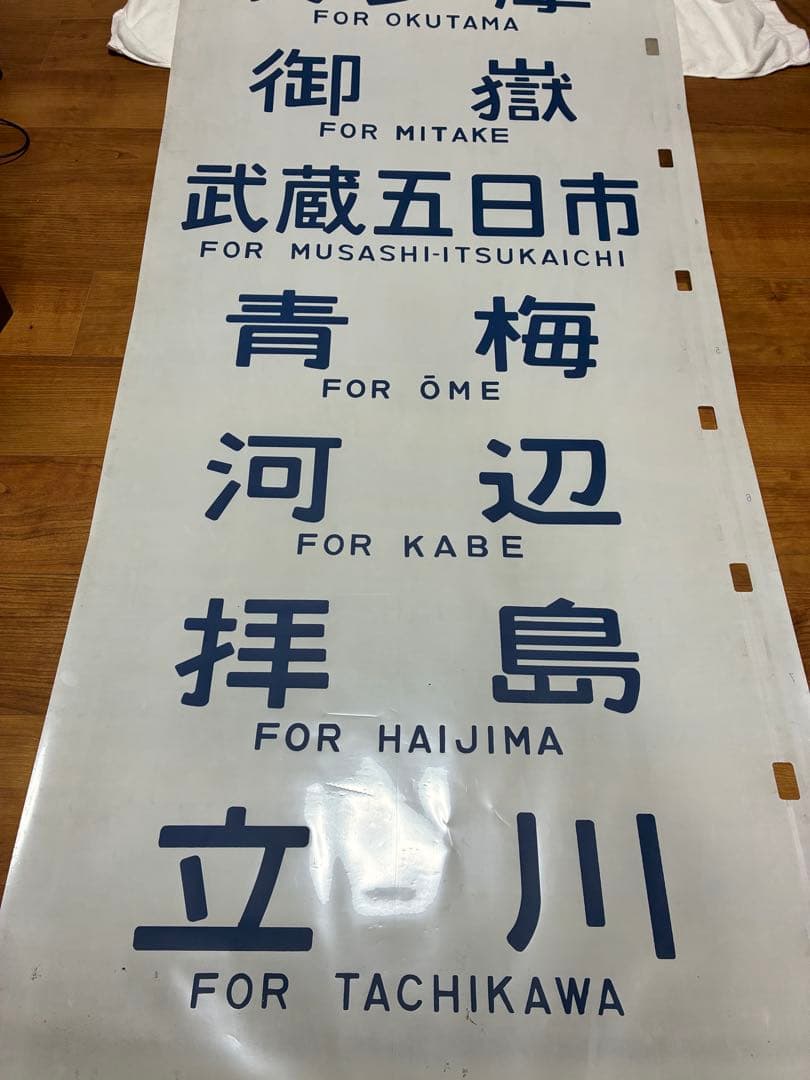 FOR OKUTAMA
御嶽
FOR MITAKE
武蔵五日市
FOR MUSASHI-ITSUKAICHI
青梅
FOR ŌME
河辺
FOR KABE
拝島
FOR HAIJIMA
立川
FOR TACHIKAWA